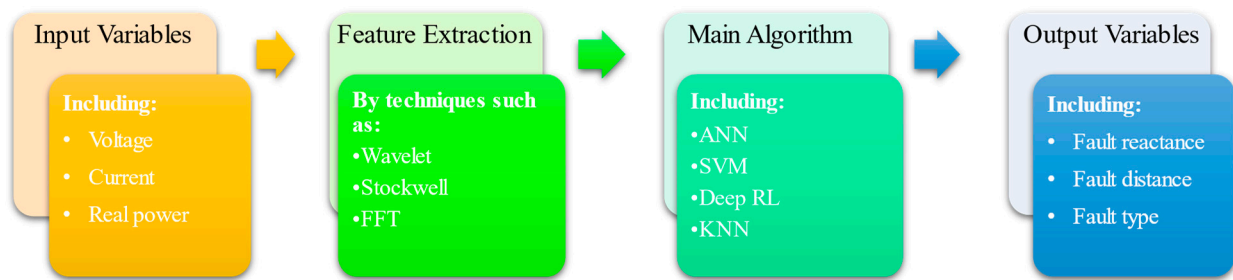 Input Variables
Including:
• Voltage
• Current
• Real power
Feature Extraction
By techniques such
as:
•Wavelet
•Stockwell
•FFT
Main Algorithm
Including:
•ANN
•SVM
•Deep RL
•KNN
Output Variables
Including:
• Fault reactance
• Fault distance
• Fault type